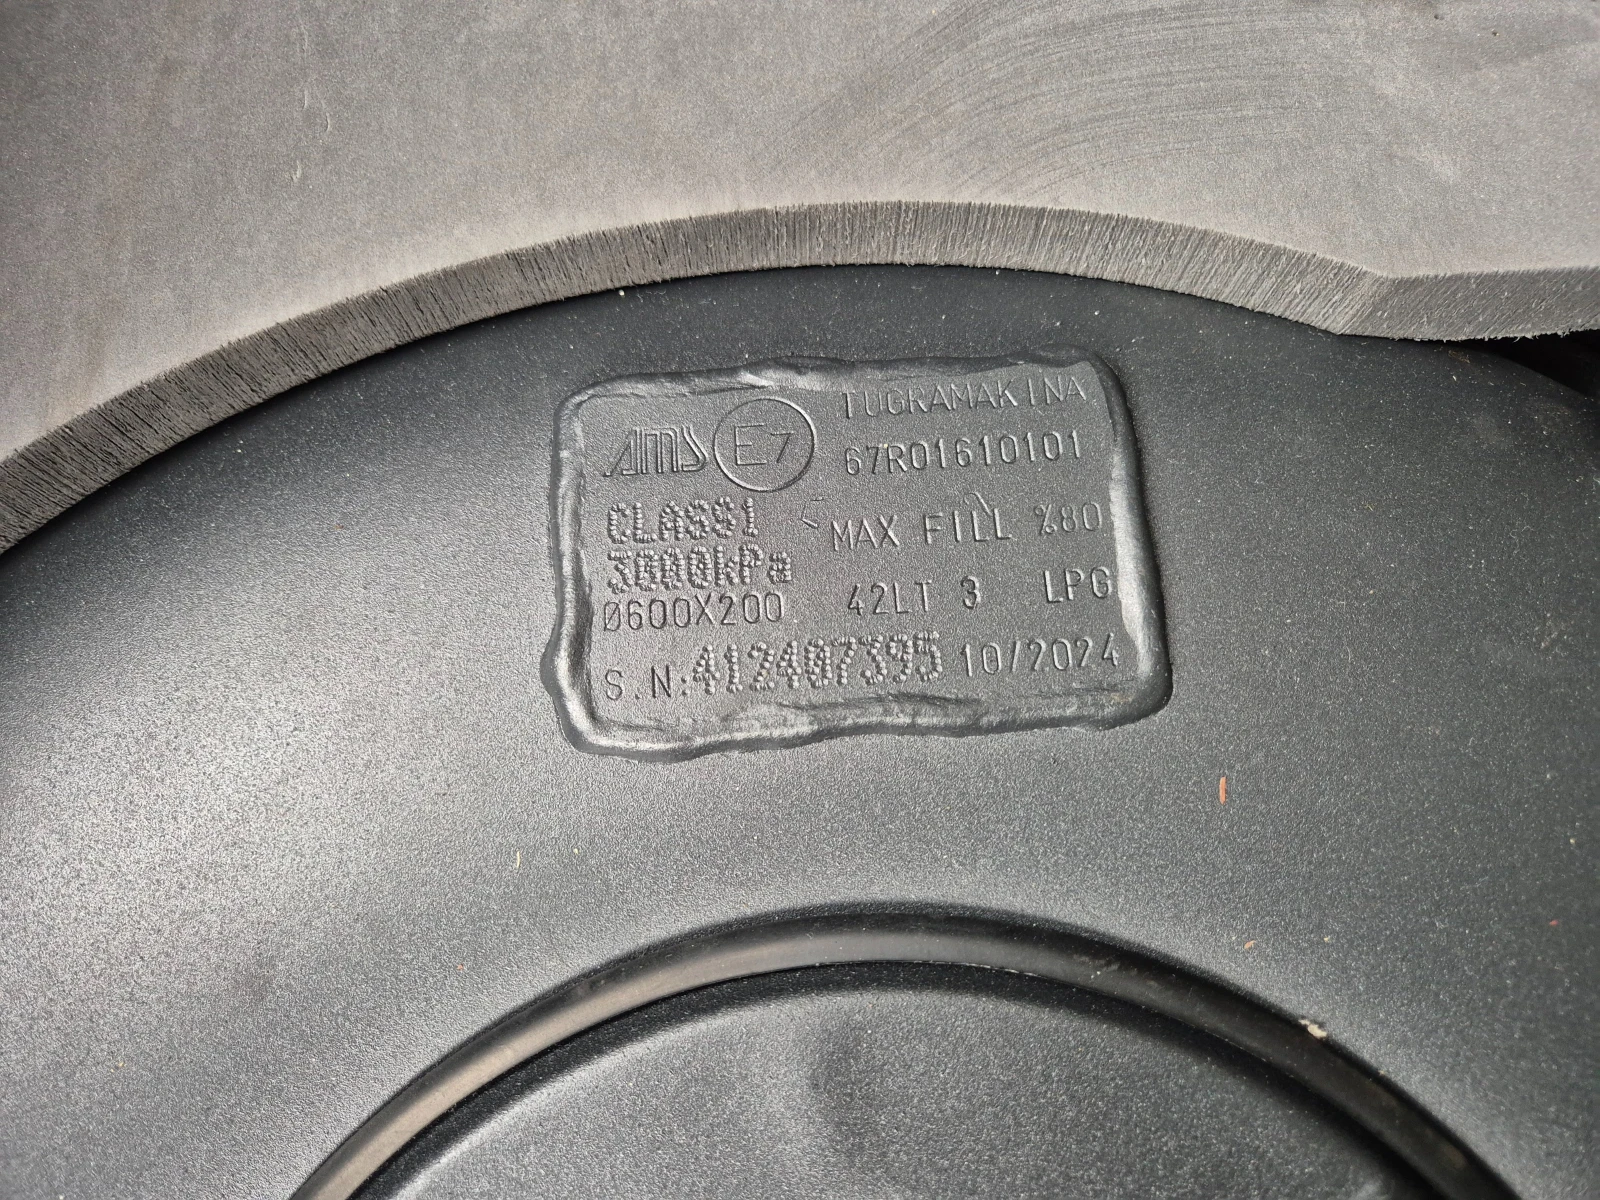 AMS E7 TUGRAMAKINA
67R01610101
CLASS1 MAX FILL %80
3000kPa
Ø600X200 42LT 3 LPG
S.N:412407395 10/2024